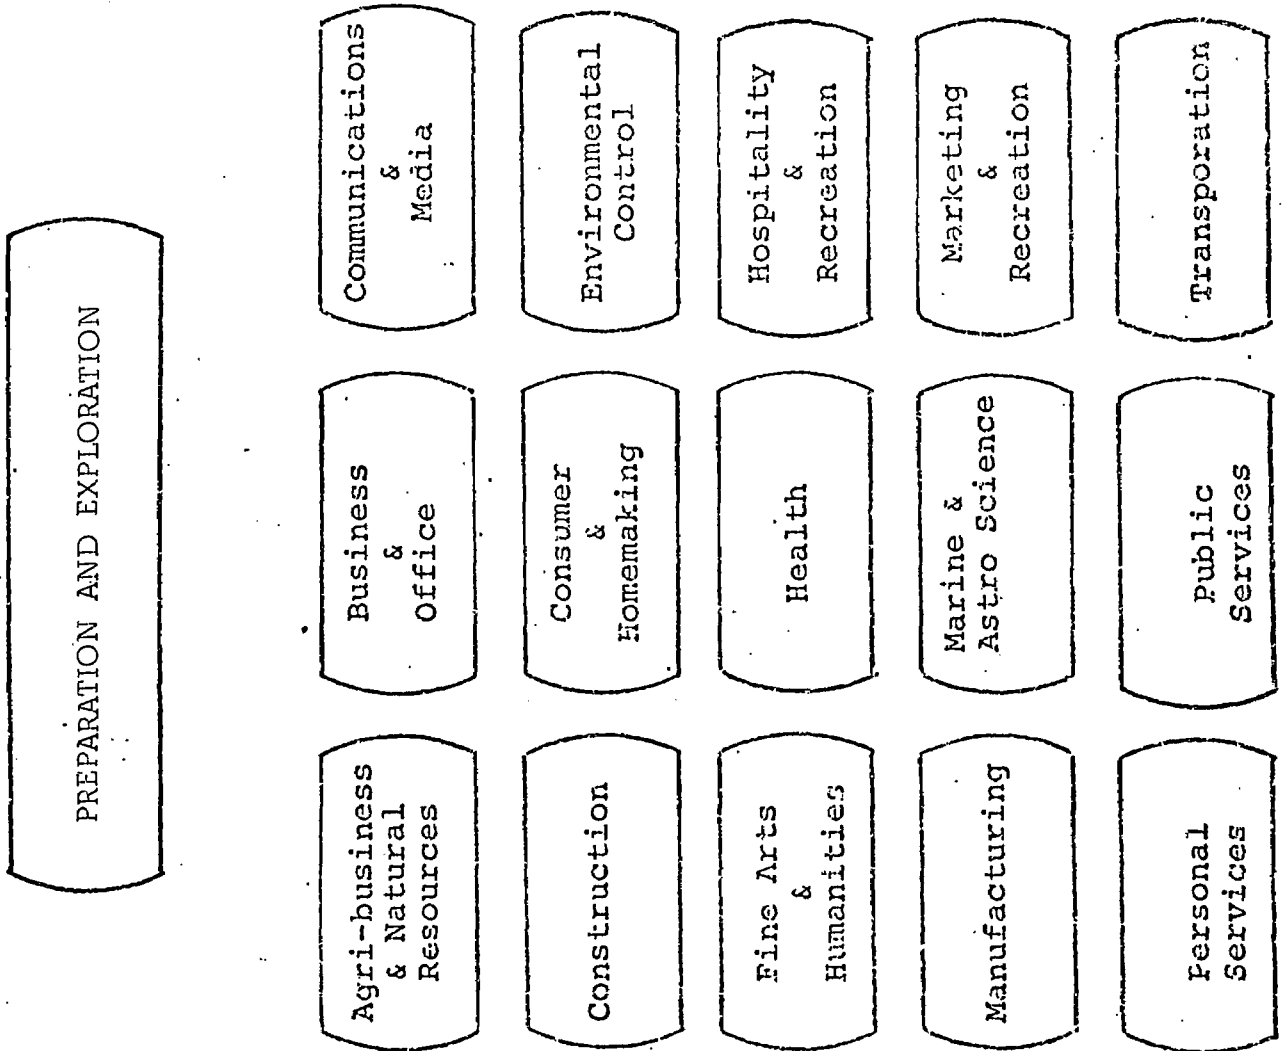 PREPARATION AND EXPLORATION
Agri-business
& Natural
Resources
Business
&
Office
Communications
&
Media
Construction
Consumer
&
Homemaking
Environmental
Control
Fine Arts
&
Humanities
Health
Hospitality
&
Recreation
Manufacturing
Marine &
Astro Science
Marketing
&
Recreation
Personal
Services
Public
Services
Transporation